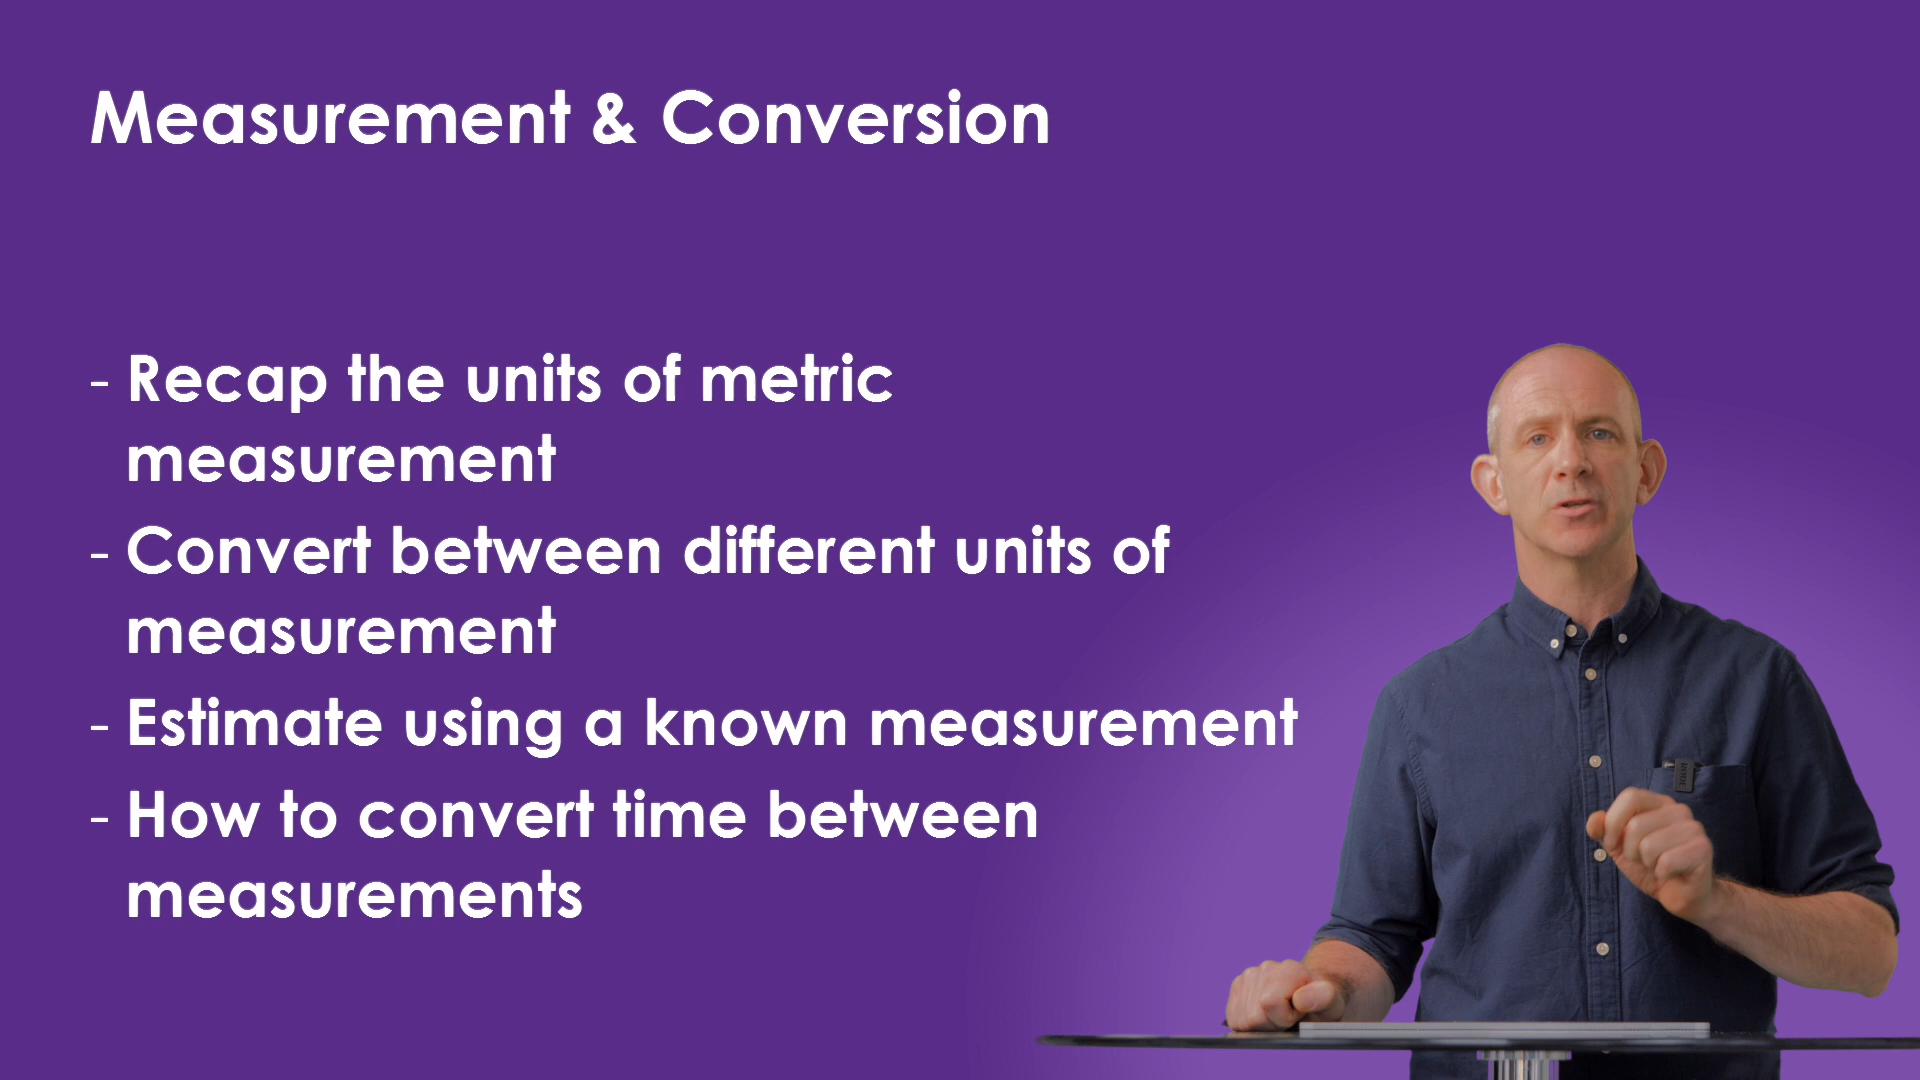 Measurement & Conversion
- Recap the units of metric
measurement
- Convert between different units of
measurement
- Estimate using a known measurement
- How to convert time between
measurements